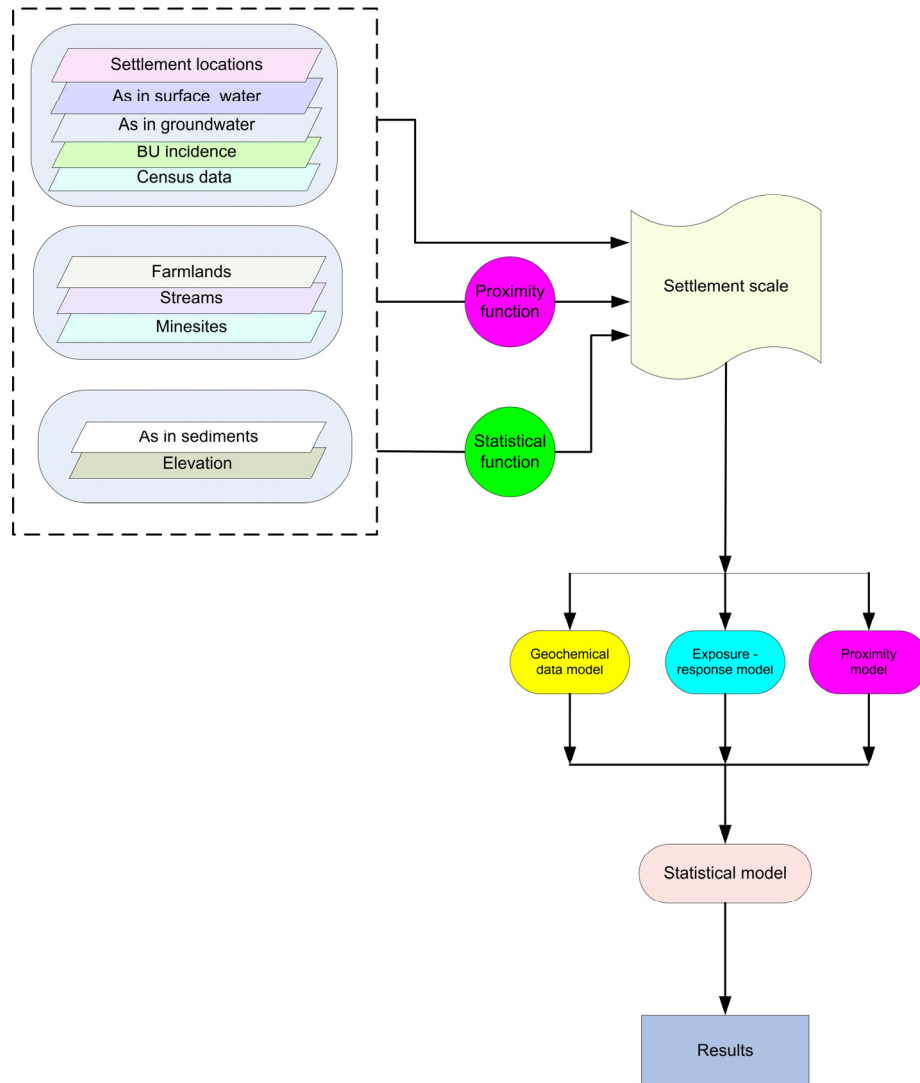 Settlement locations
As in surface water
As in groundwater
BU incidence
Census data
Farmlands
Streams
Minesites
As in sediments
Elevation
Proximity
function
Statistical
function
Settlement scale
Geochemical
data model
Exposure -
response model
Proximity
model
Statistical model
Results